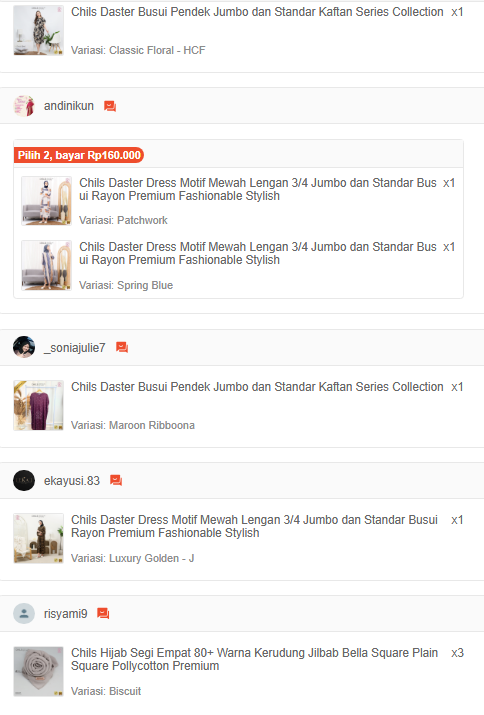 Chils Daster Busui Pendek Jumbo dan Standar Kaftan Series Collection x1
Variasi: Classic Floral - HCF
andinikun
Pilih 2, bayar Rp160.000
Chils Daster Dress Motif Mewah Lengan 3/4 Jumbo dan Standar Bus x1
ui Rayon Premium Fashionable Stylish
Variasi: Patchwork
Chils Daster Dress Motif Mewah Lengan 3/4 Jumbo dan Standar Bus x1
ui Rayon Premium Fashionable Stylish
Variasi: Spring Blue
_soniajulie7
Chils Daster Busui Pendek Jumbo dan Standar Kaftan Series Collection x1
Variasi: Maroon Ribboona
ekayusi.83
Chils Daster Dress Motif Mewah Lengan 3/4 Jumbo dan Standar Busui x1
Rayon Premium Fashionable Stylish
Variasi: Luxury Golden - J
risyami9
Chils Hijab Segi Empat 80+ Warna Kerudung Jilbab Bella Square Plain x3
Square Pollycotton Premium
Variasi: Biscuit